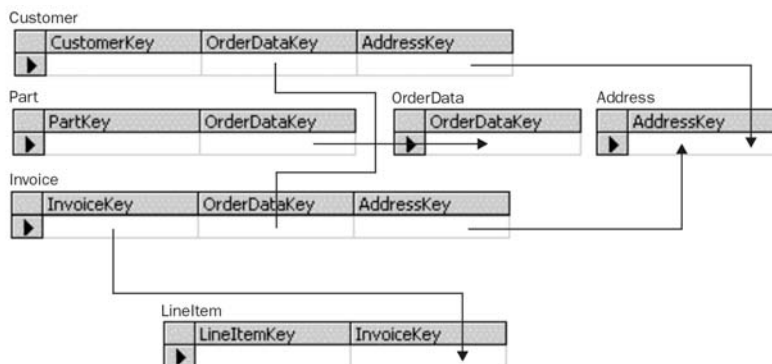 Customer
CustomerKey OrderDataKey AddressKey
Part
PartKey OrderDataKey
OrderData
OrderDataKey
Address
AddressKey
Invoice
InvoiceKey OrderDataKey AddressKey
LineItem
LineItemKey InvoiceKey